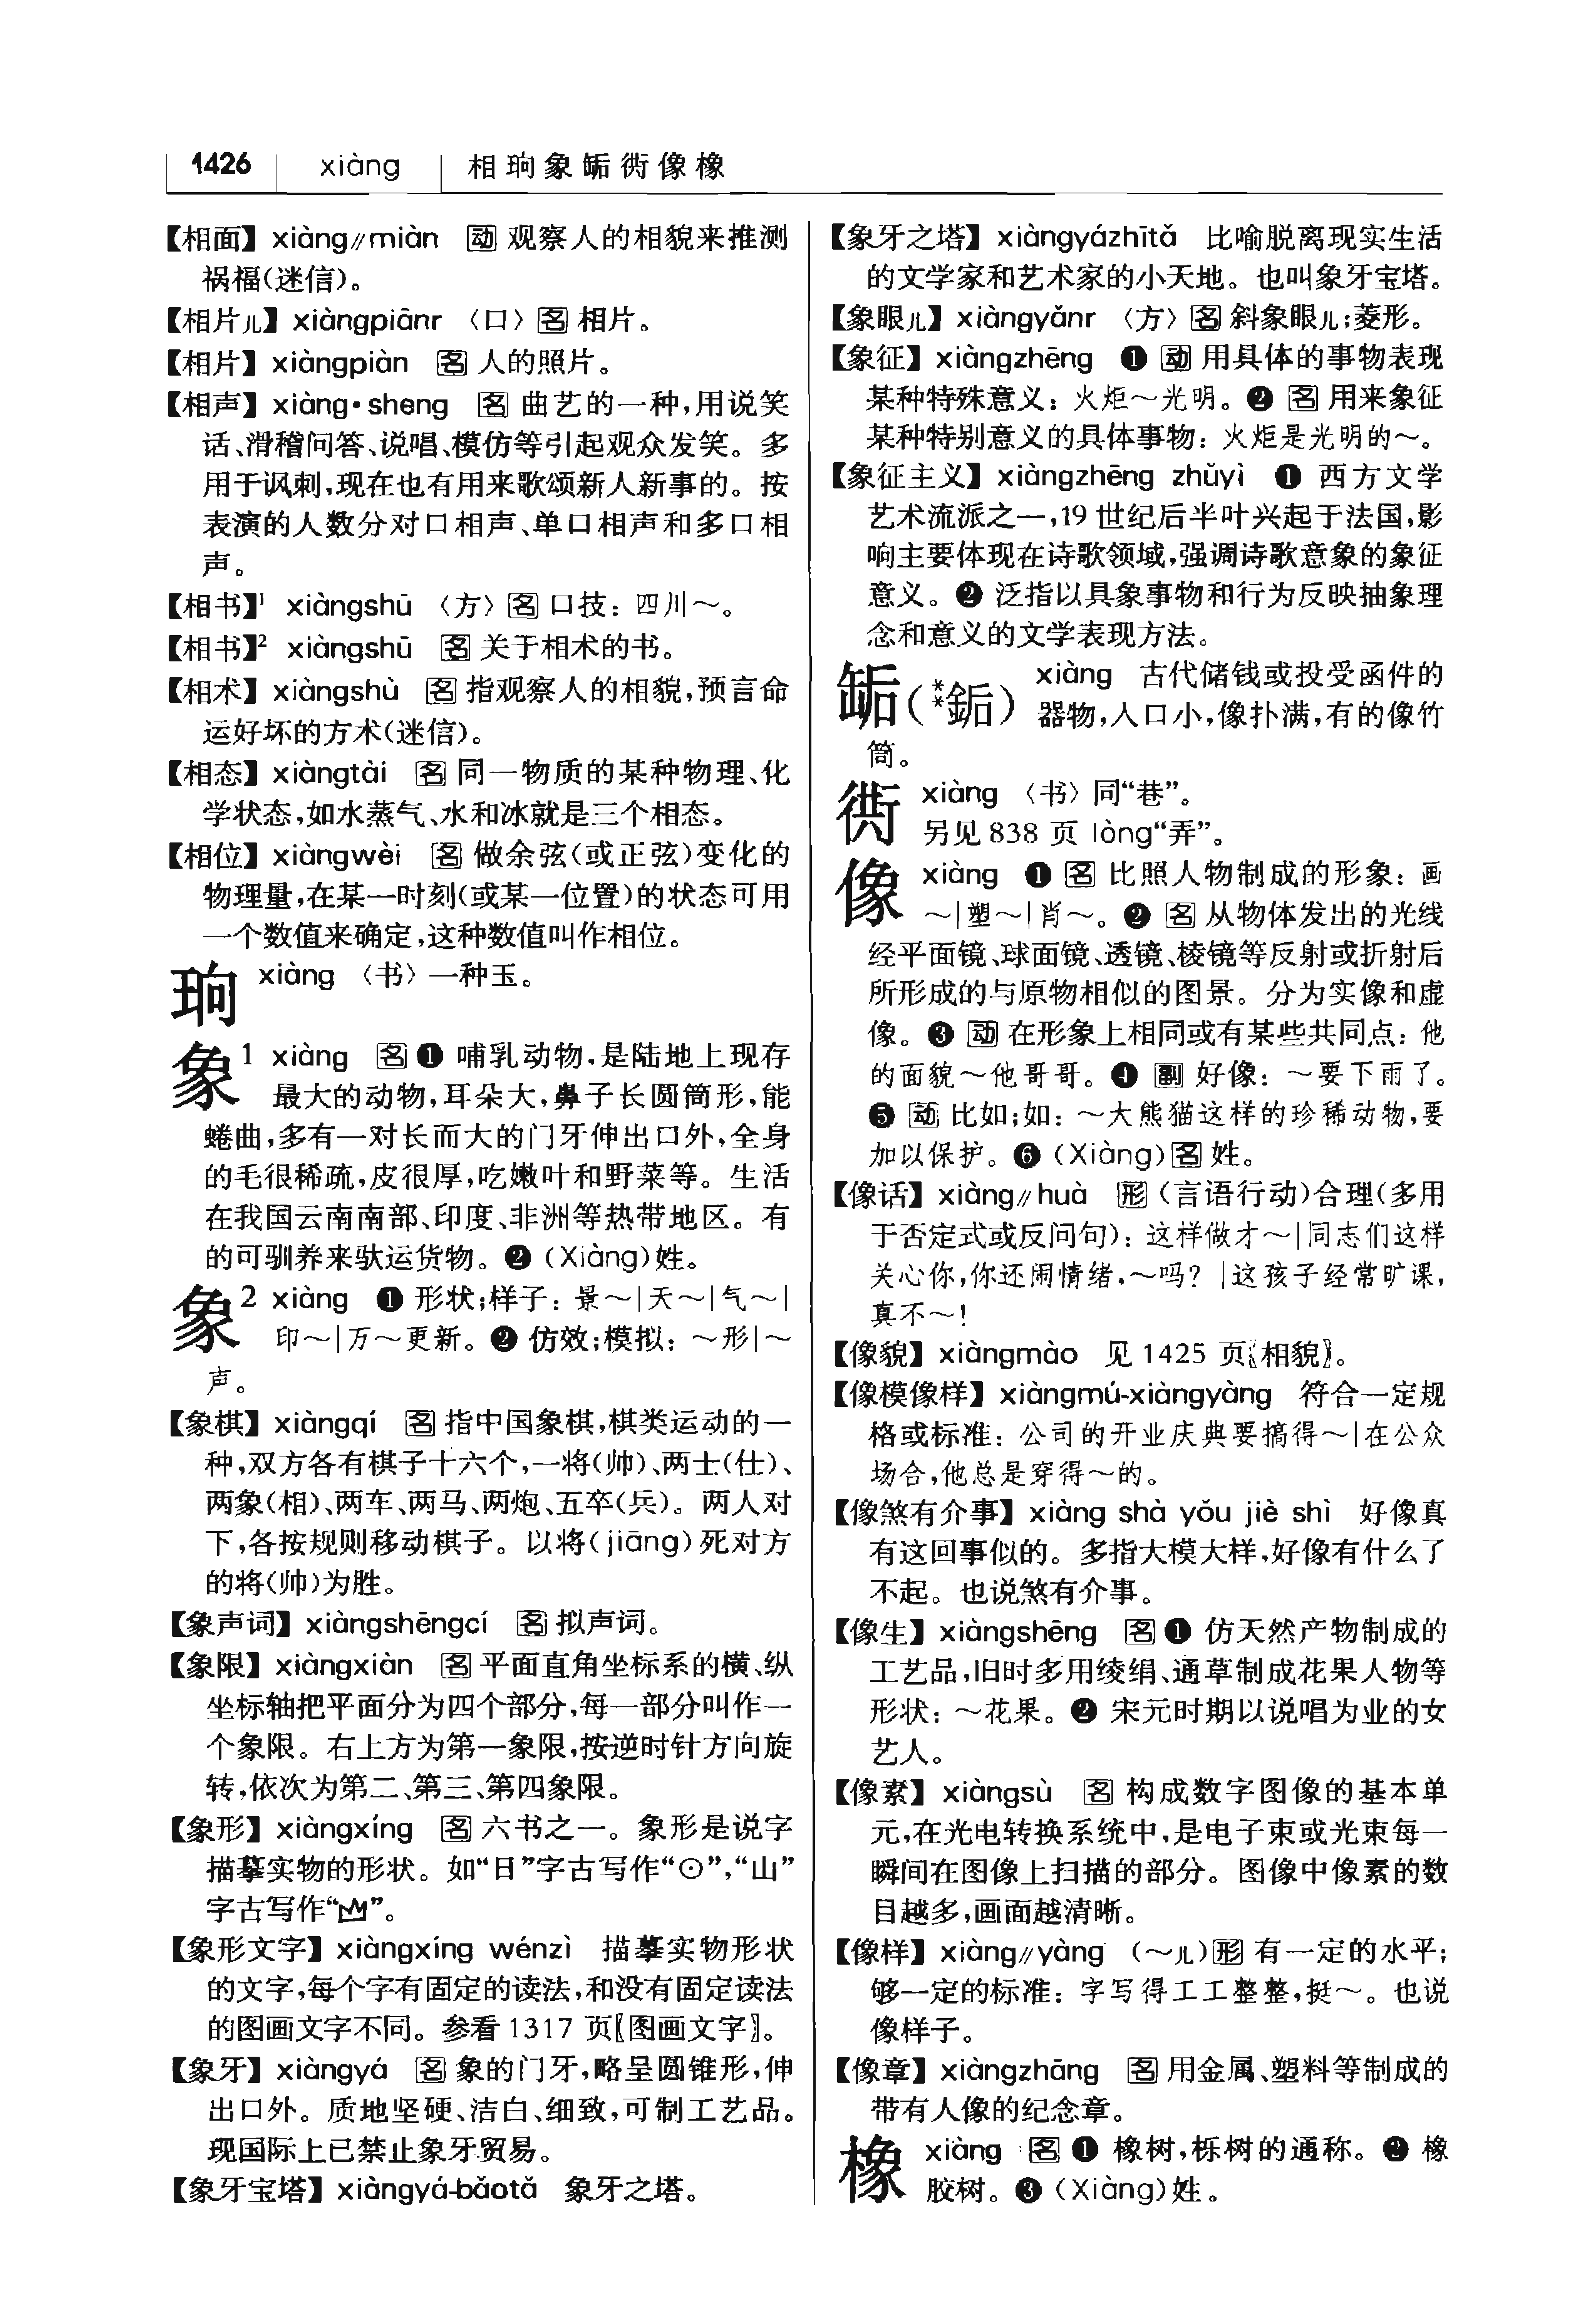 1426 xiàng 相珦象缿衖像橡
【相面】xiàng∥miàn 动 观察人的相貌来推测
祸福(迷信)。
【相片儿】xiàngpiānr 〈口〉名 相片。
【相片】xiàngpiàn 名 人的照片。
【相声】xiàng·sheng 名 曲艺的一种,用说笑
话、滑稽问答、说唱、模仿等引起观众发笑。多
用于讽刺,现在也有用来歌颂新人新事的。按
表演的人数分对口相声、单口相声和多口相
声。
【相书】¹ xiàngshū 〈方〉名 口技:四川~。
【相书】² xiàngshū 名 关于相术的书。
【相术】xiàngshù 名 指观察人的相貌,预言命
运好坏的方术(迷信)。
【相态】xiàngtài 名 同一物质的某种物理、化
学状态,如水蒸气、水和冰就是三个相态。
【相位】xiàngwèi 名 做余弦(或正弦)变化的
物理量,在某一时刻(或某一位置)的状态可用
一个数值来确定,这种数值叫作相位。
珦 xiàng 〈书〉一种玉。
象¹ xiàng 名 ❶ 哺乳动物,是陆地上现存
最大的动物,耳朵大,鼻子长圆筒形,能
蜷曲,多有一对长而大的门牙伸出口外,全身
的毛很稀疏,皮很厚,吃嫩叶和野菜等。生活
在我国云南南部、印度、非洲等热带地区。有
的可驯养来驮运货物。❷ (Xiàng)姓。
象² xiàng ❶ 形状;样子:景~|天~|气~|
印~|万~更新。❷ 仿效;模拟:~形|~
声。
【象棋】xiàngqí 名 指中国象棋,棋类运动的一
种,双方各有棋子十六个,一将(帅)、两士(仕)、
两象(相)、两车、两马、两炮、五卒(兵)。两人对
下,各按规则移动棋子。以将(jiāng)死对方
的将(帅)为胜。
【象声词】xiàngshēngcí 名 拟声词。
【象限】xiàngxiàn 名 平面直角坐标系的横、纵
坐标轴把平面分为四个部分,每一部分叫作一
个象限。右上方为第一象限,按逆时针方向旋
转,依次为第二、第三、第四象限。
【象形】xiàngxíng 名 六书之一。象形是说字
描摹实物的形状。如“日”字古写作“⊙”,“山”
字古写作“”。
【象形文字】xiàngxíng wénzì 描摹实物形状
的文字,每个字有固定的读法,和没有固定读法
的图画文字不同。参看1317 页〖图画文字〗。
【象牙】xiàngyá 名 象的门牙,略呈圆锥形,伸
出口外。质地坚硬、洁白、细致,可制工艺品。
现国际上已禁止象牙贸易。
【象牙宝塔】xiàngyá-bǎotǎ 象牙之塔。
【象牙之塔】xiàngyázhītǎ 比喻脱离现实生活
的文学家和艺术家的小天地。也叫象牙宝塔。
【象眼儿】xiàngyǎnr 〈方〉名 斜象眼儿;菱形。
【象征】xiàngzhēng ❶ 动 用具体的事物表现
某种特殊意义:火炬~光明。❷ 名 用来象征
某种特别意义的具体事物:火炬是光明的~。
【象征主义】xiàngzhēng zhǔyì ❶ 西方文学
艺术流派之一,19 世纪后半叶兴起于法国,影
响主要体现在诗歌领域,强调诗歌意象的象征
意义。❷ 泛指以具象事物和行为反映抽象理
念和意义的文学表现方法。
缿(**銗) xiàng 古代储钱或投受函件的
器物,入口小,像扑满,有的像竹
筒。
衖 xiàng 〈书〉同“巷”。
另见838 页 lòng“弄”。
像 xiàng ❶ 名 比照人物制成的形象:画
~|塑~|肖~。❷ 名 从物体发出的光线
经平面镜、球面镜、透镜、棱镜等反射或折射后
所形成的与原物相似的图景。分为实像和虚
像。❸ 动 在形象上相同或有某些共同点:他
的面貌~他哥哥。❹ 副 好像:~要下雨了。
❺ 动 比如;如:~大熊猫这样的珍稀动物,要
加以保护。❻ (Xiàng)名 姓。
【像话】xiàng∥huà 形 (言语行动)合理(多用
于否定式或反问句):这样做才~|同志们这样
关心你,你还闹情绪,~吗?|这孩子经常旷课,
真不~!
【像貌】xiàngmào 见1425 页〖相貌〗。
【像模像样】xiàngmú-xiàngyàng 符合一定规
格或标准:公司的开业庆典要搞得~|在公众
场合,他总是穿得~的。
【像煞有介事】xiàng shà yǒu jiè shì 好像真
有这回事似的。多指大模大样,好像有什么了
不起。也说煞有介事。
【像生】xiàngshēng 名 ❶ 仿天然产物制成的
工艺品,旧时多用绫绢、通草制成花果人物等
形状:~花果。❷ 宋元时期以说唱为业的女
艺人。
【像素】xiàngsù 名 构成数字图像的基本单
元,在光电转换系统中,是电子束或光束每一
瞬间在图像上扫描的部分。图像中像素的数
目越多,画面越清晰。
【像样】xiàng∥yàng (~儿)形 有一定的水平;
够一定的标准:字写得工工整整,挺~。也说
像样子。
【像章】xiàngzhāng 名 用金属、塑料等制成的
带有人像的纪念章。
橡 xiàng 名 ❶ 橡树,栎树的通称。❷ 橡
胶树。❸ (Xiàng)姓。